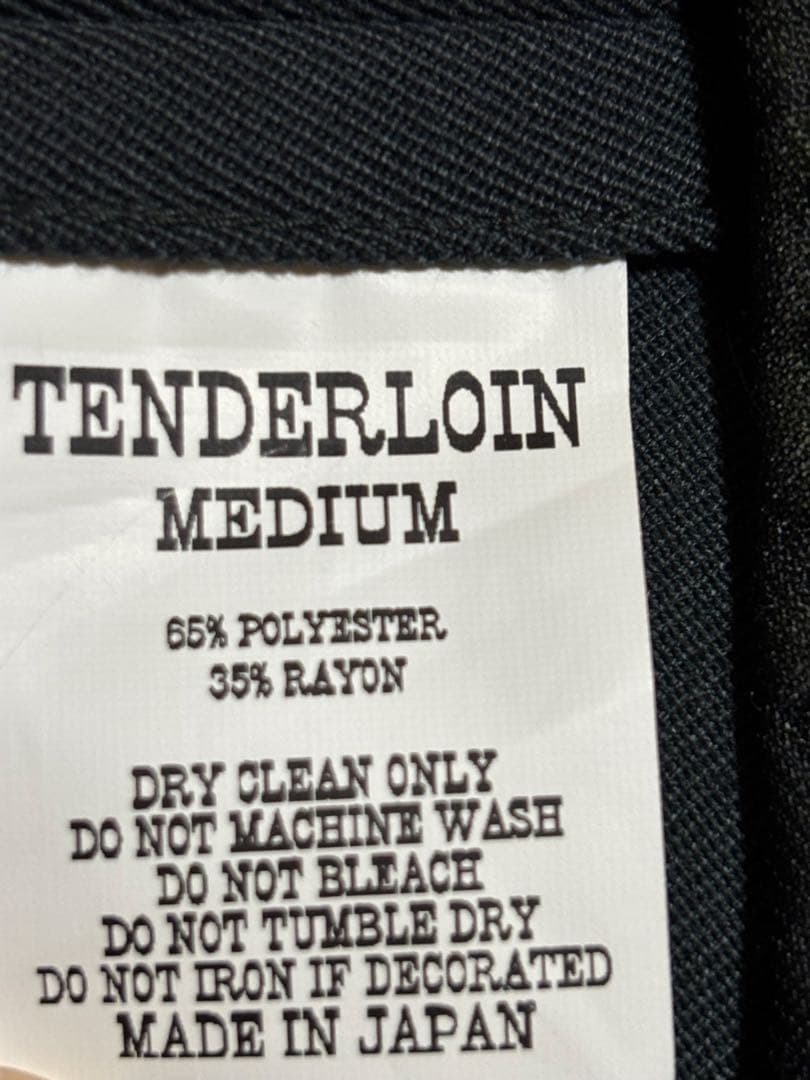 TENDERLOIN
MEDIUM
65% POLYESTER
35% RAYON
DRY CLEAN ONLY
DO NOT MACHINE WASH
DO NOT BLEACH
DO NOT TUMBLE DRY
DO NOT IRON IF DECORATED
MADE IN JAPAN